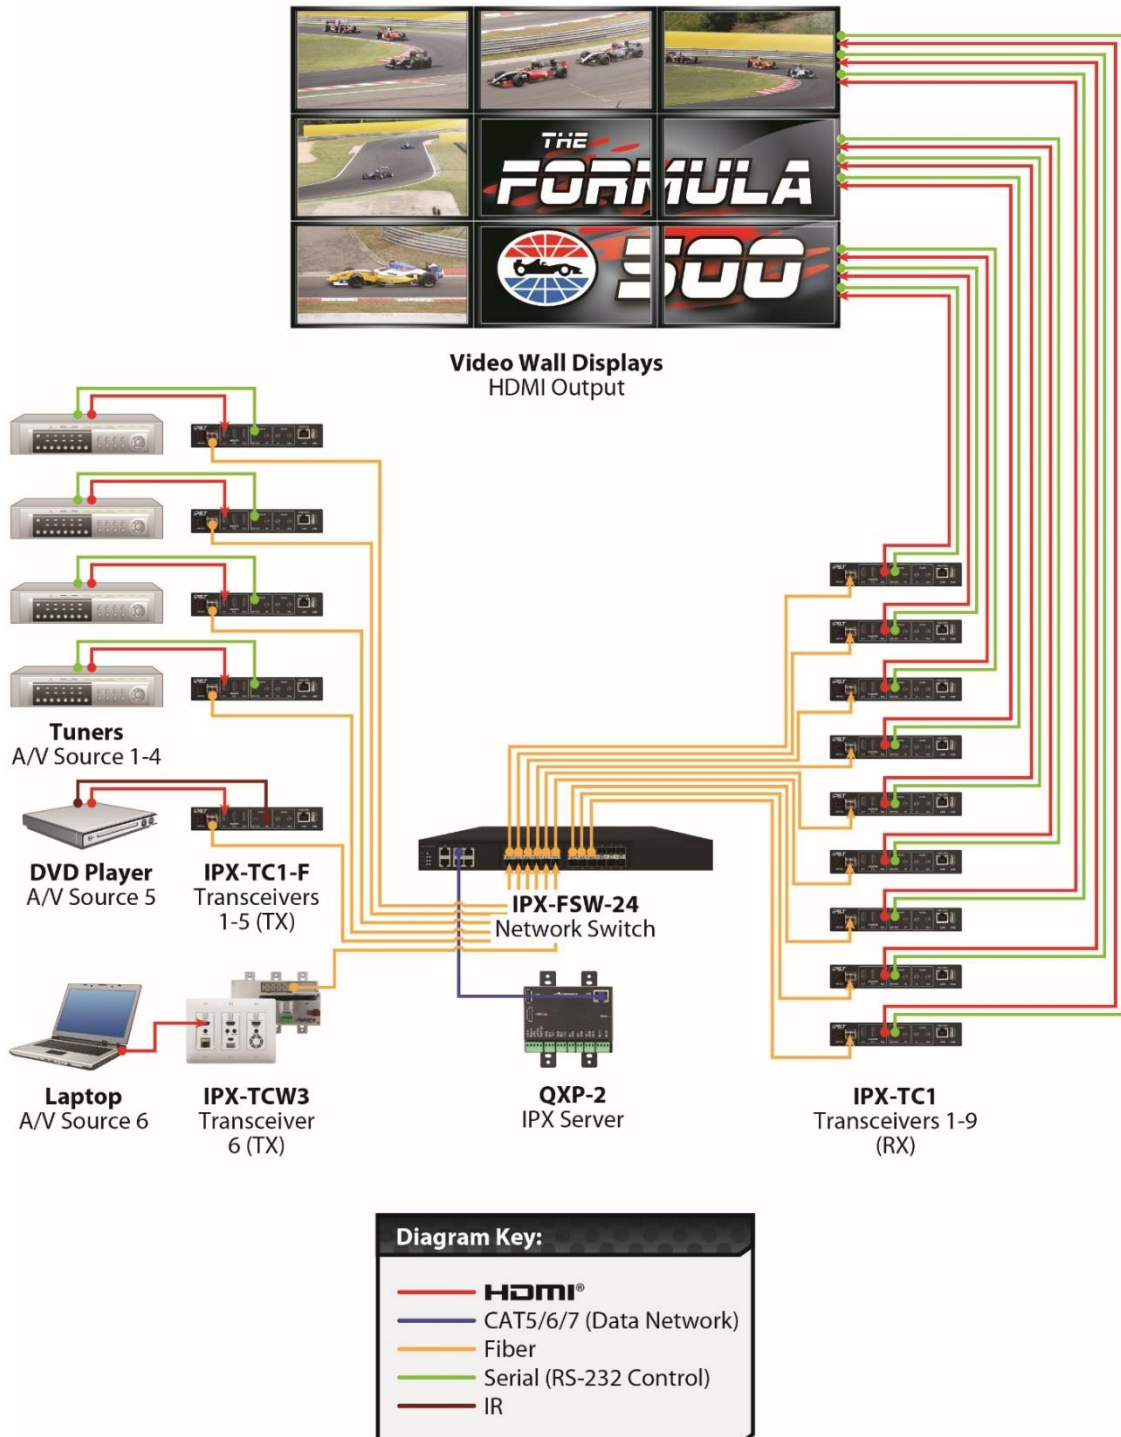 THE
FORMULA
500
Video Wall Displays
HDMI Output
Tuners
A/V Source 1-4
DVD Player
A/V Source 5
IPX-TC1-F
Transceivers
1-5 (TX)
IPX-FSW-24
Network Switch
Laptop
A/V Source 6
IPX-TCW3
Transceiver
6 (TX)
QXP-2
IPX Server
IPX-TC1
Transceivers 1-9
(RX)
Diagram Key:
HDMI®
CAT5/6/7 (Data Network)
Fiber
Serial (RS-232 Control)
IR